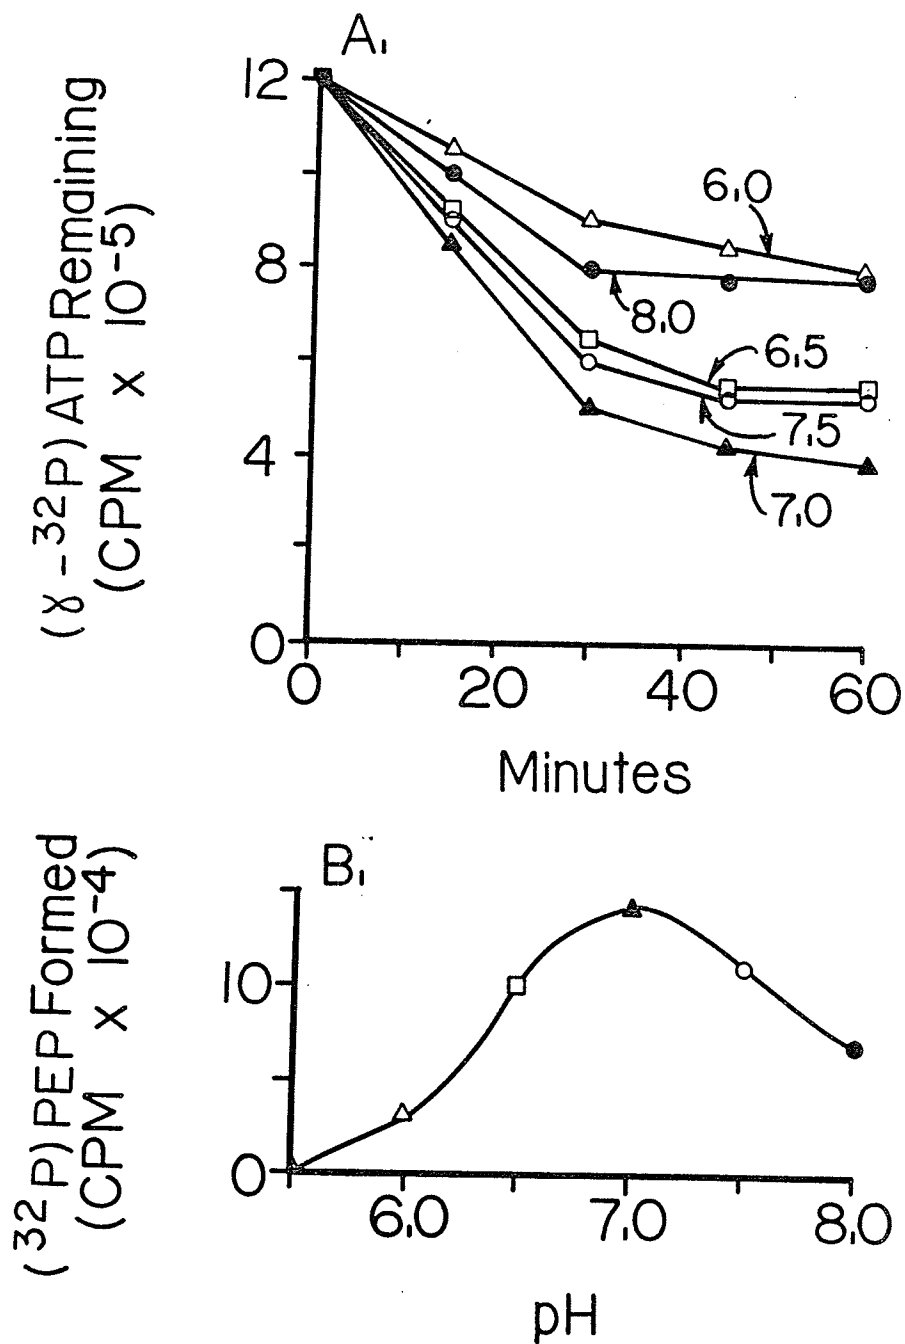 A.
(γ-³²P) ATP Remaining
(CPM x 10⁻⁵)
12
8
4
0
6.0
8.0
6.5
7.5
7.0
0 20 40 60
Minutes
B.
(³²P) PEP Formed
(CPM x 10⁻⁴)
10
0
6.0 7.0 8.0
pH